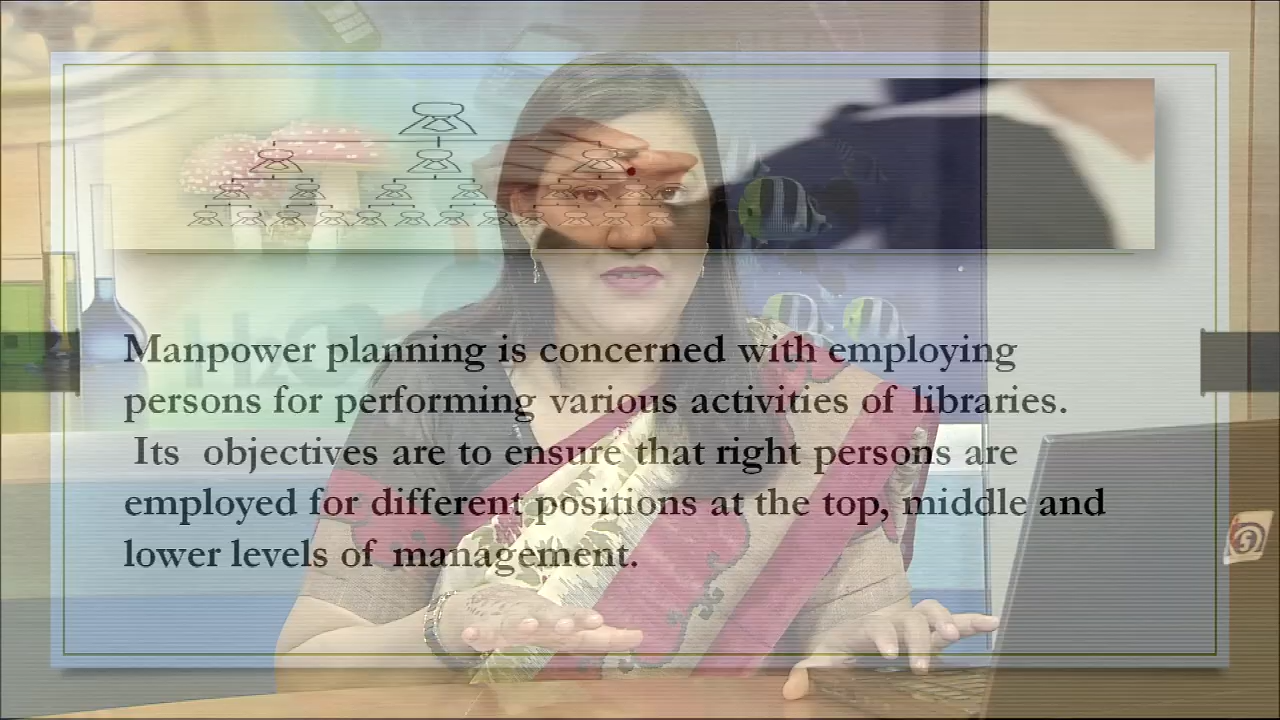 Manpower planning is concerned with employing
persons for performing various activities of libraries.
Its objectives are to ensure that right persons are
employed for different positions at the top, middle and
lower levels of management.